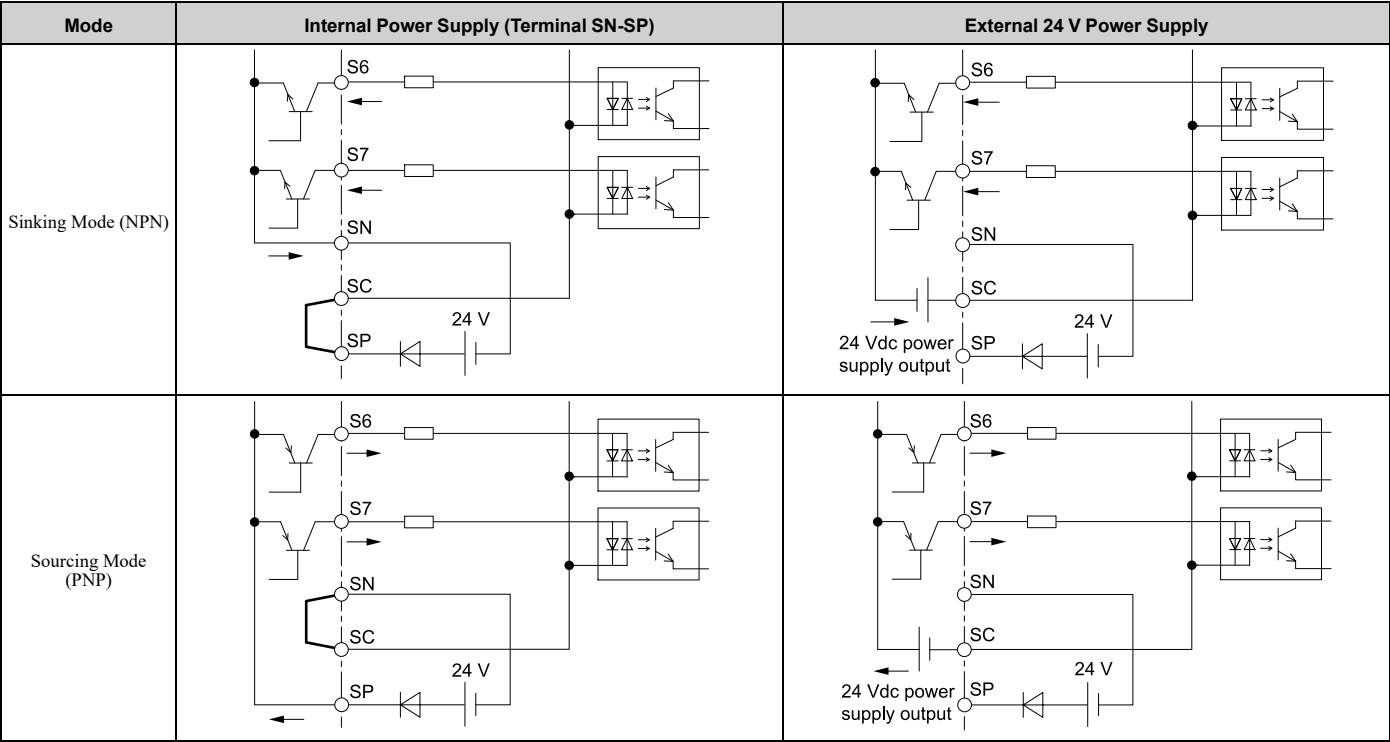 Mode
Internal Power Supply (Terminal SN-SP)
External 24 V Power Supply
Sinking Mode (NPN)
S6
S7
SN
SC
24 V
SP
S6
S7
SN
SC
24 V
24 Vdc power
supply output
SP
Sourcing Mode
(PNP)
S6
S7
SN
SC
24 V
SP
S6
S7
SN
SC
24 V
24 Vdc power
supply output
SP